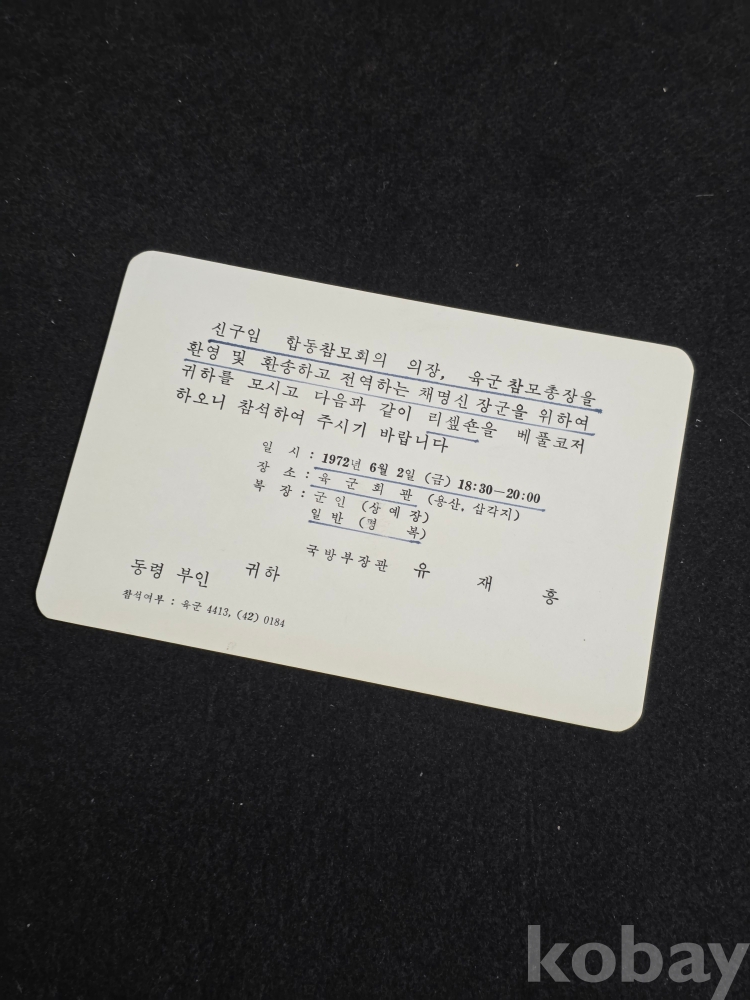 신구임 합동참모회의 의장, 육군참모총장을
환영 및 환송하고 전역하는 채명신 장군을 위하여
귀하를 모시고 다음과 같이 리셒숀을 베풀코저
하오니 참석하여 주시기 바랍니다
일 시 : 1972년 6월 2일 (금) 18:30—20:00
장 소 : 육 군 회 관 (용산, 삼각지)
복 장 : 군 인 (상 예 장)
일 반 (평 복)
국방부장관 유 재 흥
동령 부인 귀하
참석여부 : 육군 4413, (42) 0184
kobay